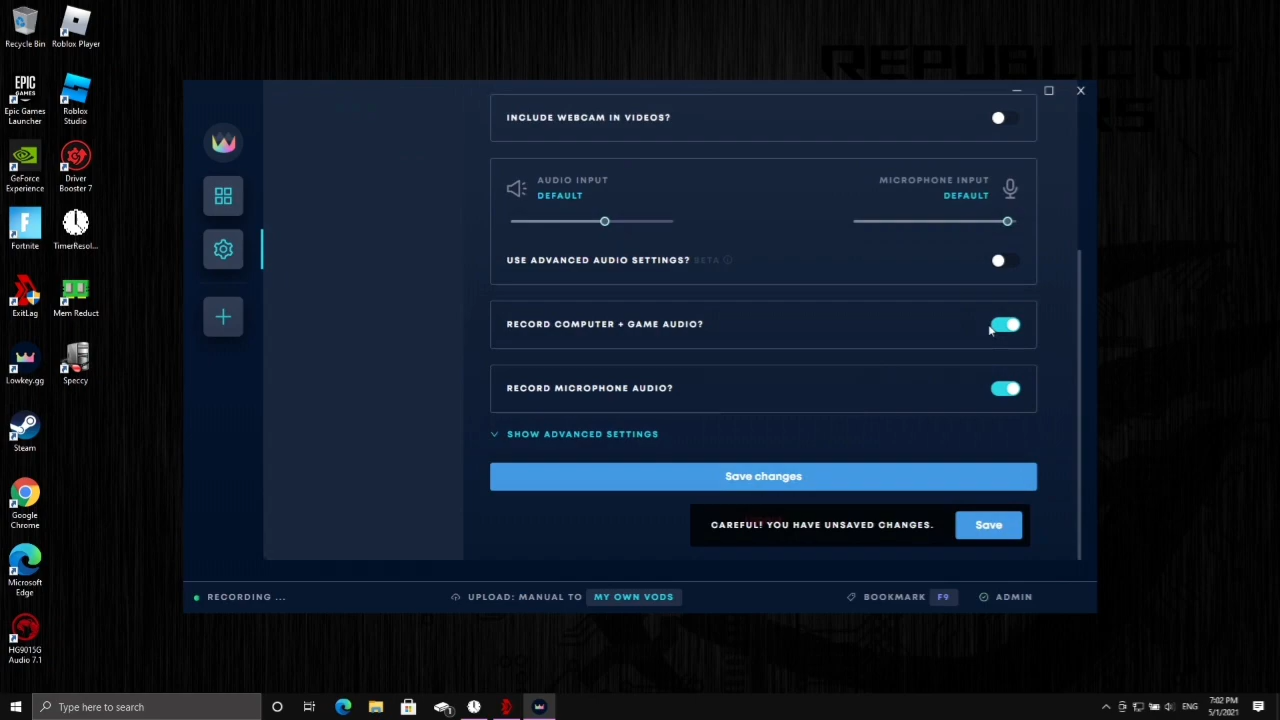 Recycle Bin
Roblox Player
REPUBLIC OF
Epic Games
Launcher
Roblox
Studio
GeForce
Experience
Driver
Booster 7
Fortnite
TimerResol...
ExitLag
Mem Reduct
Lowkey.gg
Speccy
Steam
Google
Chrome
Microsoft
Edge
HG9015G
Audio 7.1
INCLUDE WEBCAM IN VIDEOS?
AUDIO INPUT
DEFAULT
MICROPHONE INPUT
DEFAULT
USE ADVANCED AUDIO SETTINGS? BETA
RECORD COMPUTER + GAME AUDIO?
RECORD MICROPHONE AUDIO?
SHOW ADVANCED SETTINGS
Save changes
CAREFUL! YOU HAVE UNSAVED CHANGES.
Save
RECORDING ...
UPLOAD: MANUAL TO MY OWN VODS
BOOKMARK F9
ADMIN
Type here to search
1
ENG
7:02 PM
5/1/2021